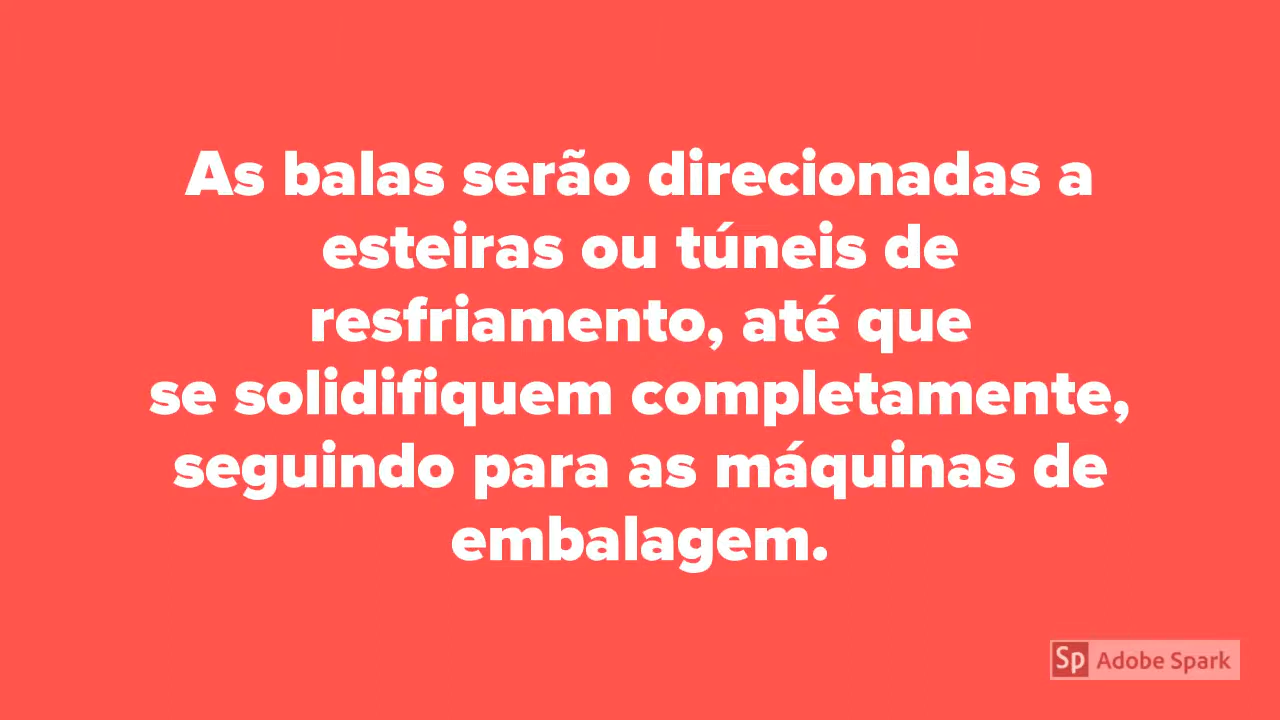 As balas serão direcionadas a
esteiras ou túneis de
resfriamento, até que
se solidifiquem completamente,
seguindo para as máquinas de
embalagem.
Sp Adobe Spark